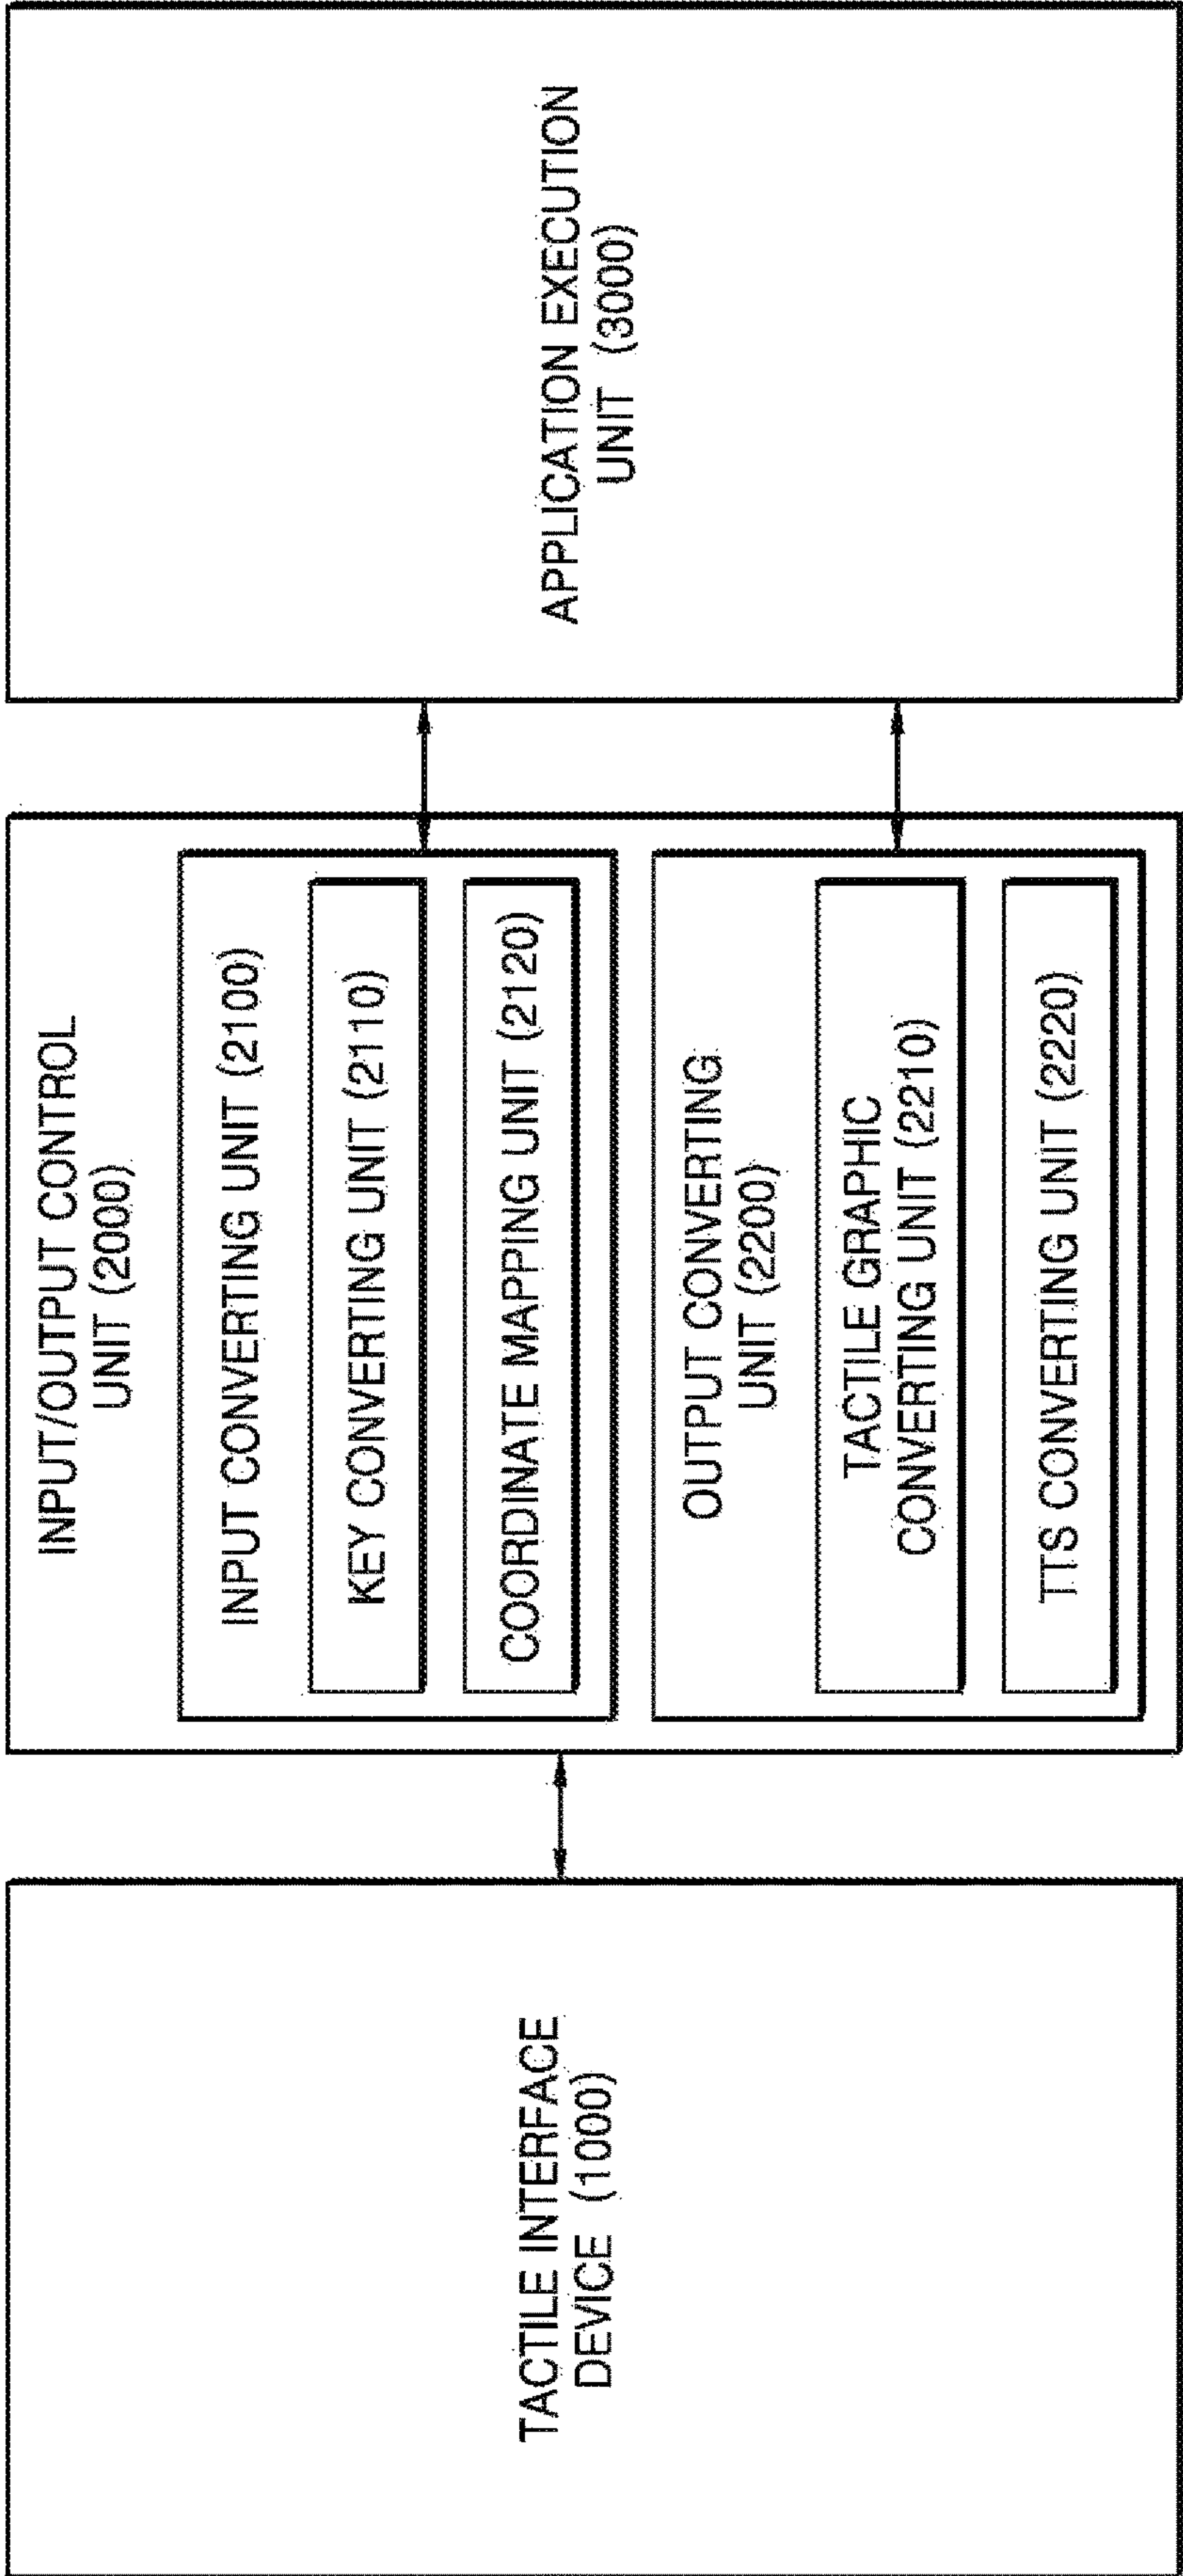 TACTILE INTERFACE
DEVICE (1000)
INPUT/OUTPUT CONTROL
UNIT (2000)
INPUT CONVERTING UNIT (2100)
KEY CONVERTING UNIT (2110)
COORDINATE MAPPING UNIT (2120)
OUTPUT CONVERTING
UNIT (2200)
TACTILE GRAPHIC
CONVERTING UNIT (2210)
TTS CONVERTING UNIT (2220)
APPLICATION EXECUTION
UNIT (3000)